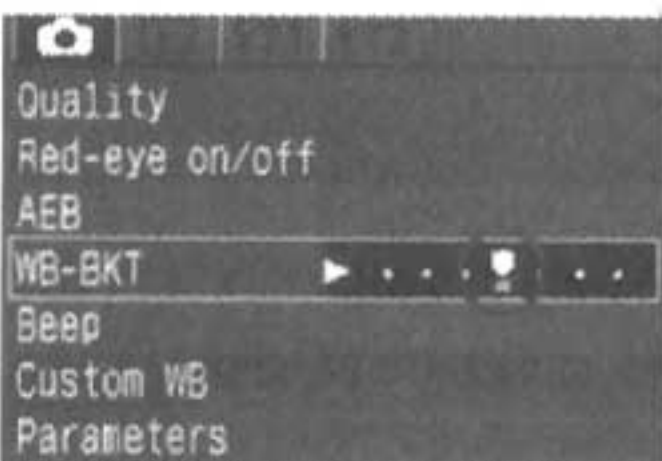 Quality
Red-eye on/off
AEB
WB-BKT
Beep
Custom WB
Parameters